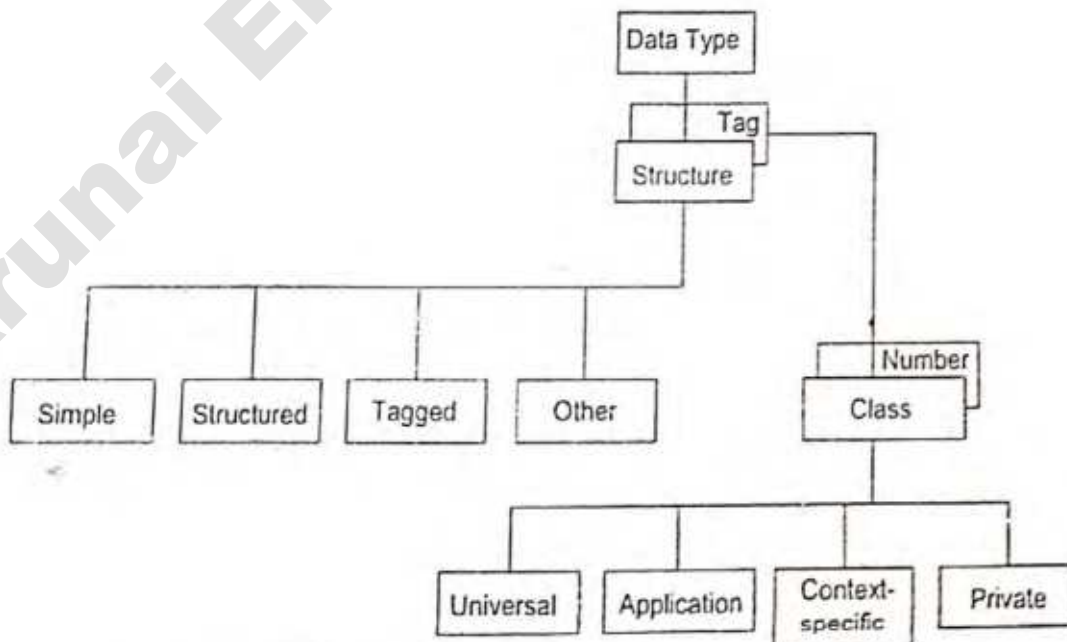 Data Type
Tag
Structure
Number
Simple
Structured
Tagged
Other
Class
Universal
Application
Context-
specific
Private